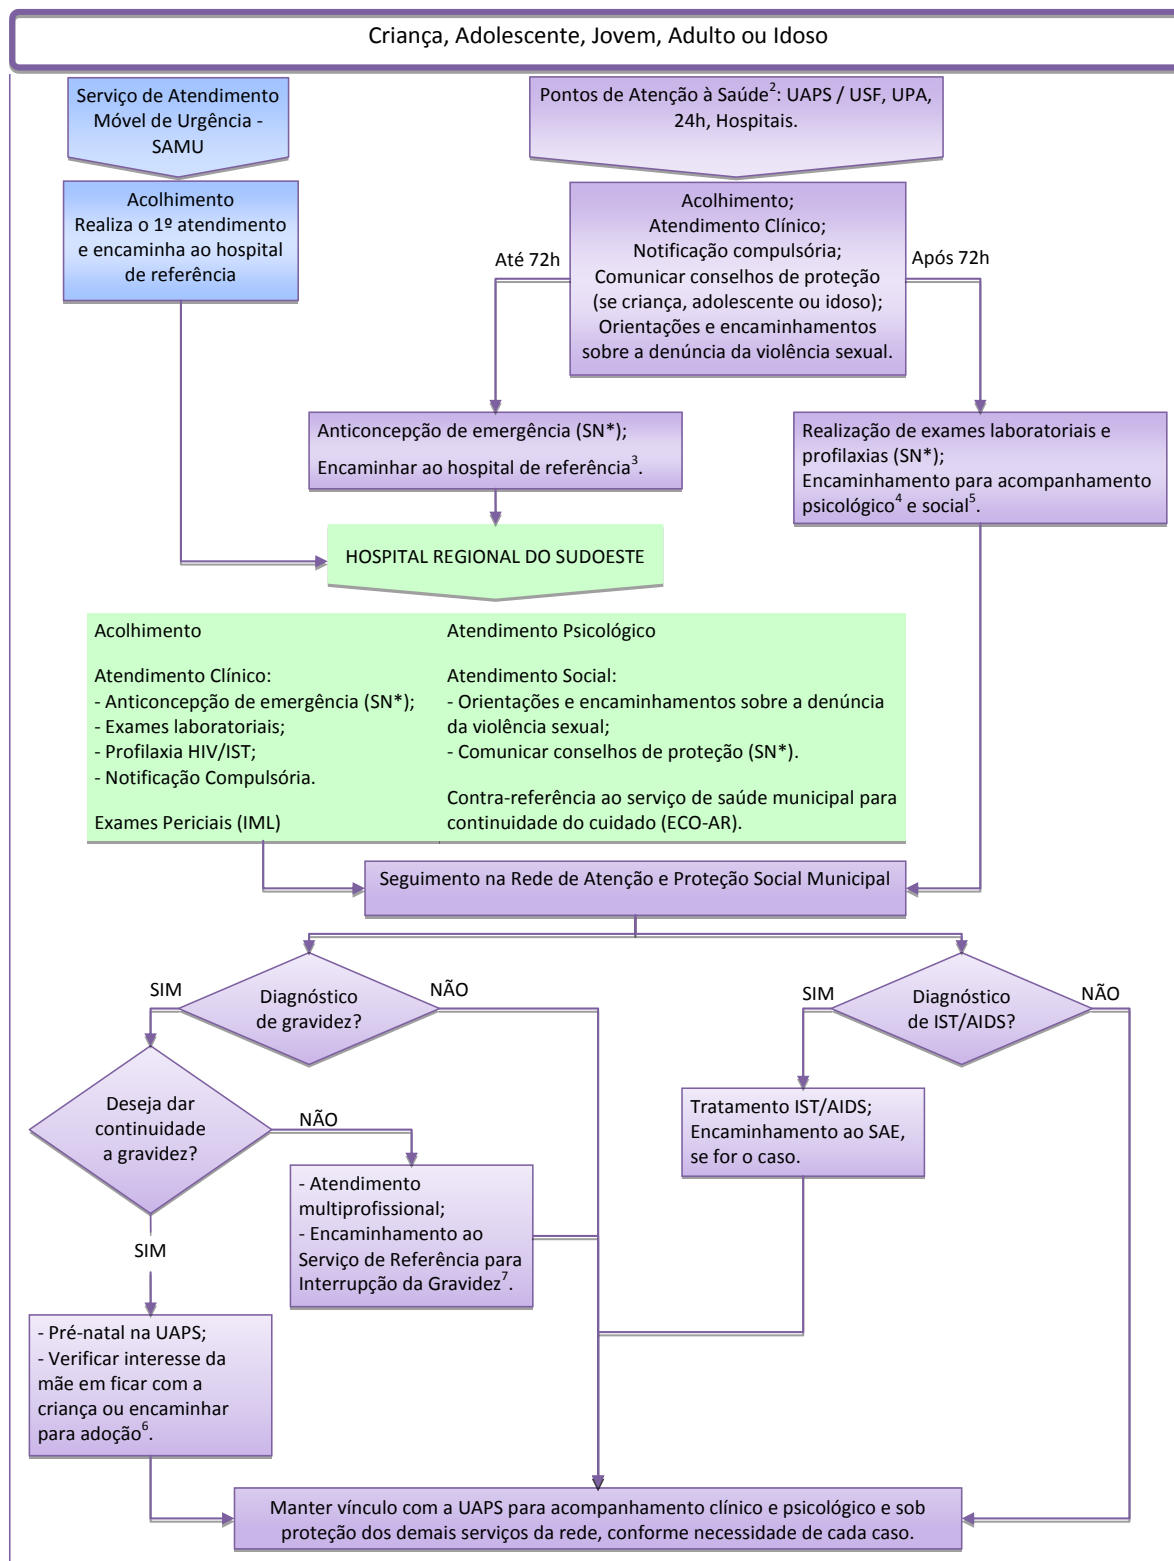 Criança, Adolescente, Jovem, Adulto ou Idoso
Serviço de Atendimento
Móvel de Urgência -
SAMU
Pontos de Atenção à Saúde²: UAPS / USF, UPA,
24h, Hospitais.
Acolhimento
Realiza o 1º atendimento
e encaminha ao hospital
de referência
Acolhimento;
Atendimento Clínico;
Notificação compulsória;
Comunicar conselhos de proteção
(se criança, adolescente ou idoso);
Orientações e encaminhamentos
sobre a denúncia da violência sexual.
Até 72h
Após 72h
Anticoncepção de emergência (SN*);
Encaminhar ao hospital de referência³.
Realização de exames laboratoriais e
profilaxias (SN*);
Encaminhamento para acompanhamento
psicológico⁴ e social⁵.
HOSPITAL REGIONAL DO SUDOESTE
Acolhimento
Atendimento Clínico:
- Anticoncepção de emergência (SN*);
- Exames laboratoriais;
- Profilaxia HIV/IST;
- Notificação Compulsória.
Exames Periciais (IML)
Atendimento Psicológico
Atendimento Social:
- Orientações e encaminhamentos sobre a denúncia
da violência sexual;
- Comunicar conselhos de proteção (SN*).
Contra-referência ao serviço de saúde municipal para
continuidade do cuidado (ECO-AR).
Seguimento na Rede de Atenção e Proteção Social Municipal
SIM
Diagnóstico
de gravidez?
NÃO
SIM
Diagnóstico
de IST/AIDS?
NÃO
Deseja dar
continuidade
a gravidez?
NÃO
SIM
- Atendimento
multiprofissional;
- Encaminhamento ao
Serviço de Referência para
Interrupção da Gravidez⁷.
Tratamento IST/AIDS;
Encaminhamento ao SAE,
se for o caso.
- Pré-natal na UAPS;
- Verificar interesse da
mãe em ficar com a
criança ou encaminhar
para adoção⁶.
Manter vínculo com a UAPS para acompanhamento clínico e psicológico e sob
proteção dos demais serviços da rede, conforme necessidade de cada caso.